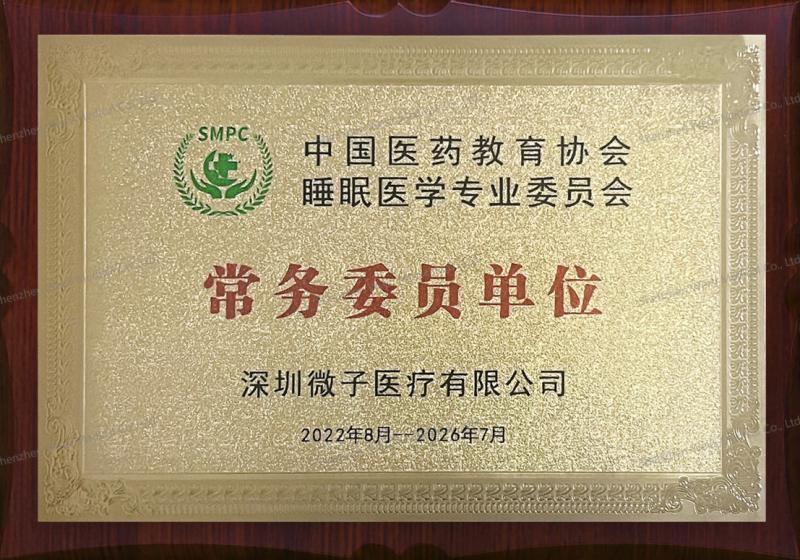 SMPC
中国医药教育协会
睡眠医学专业委员会
常务委员单位
深圳微子医疗有限公司
2022年8月--2026年7月